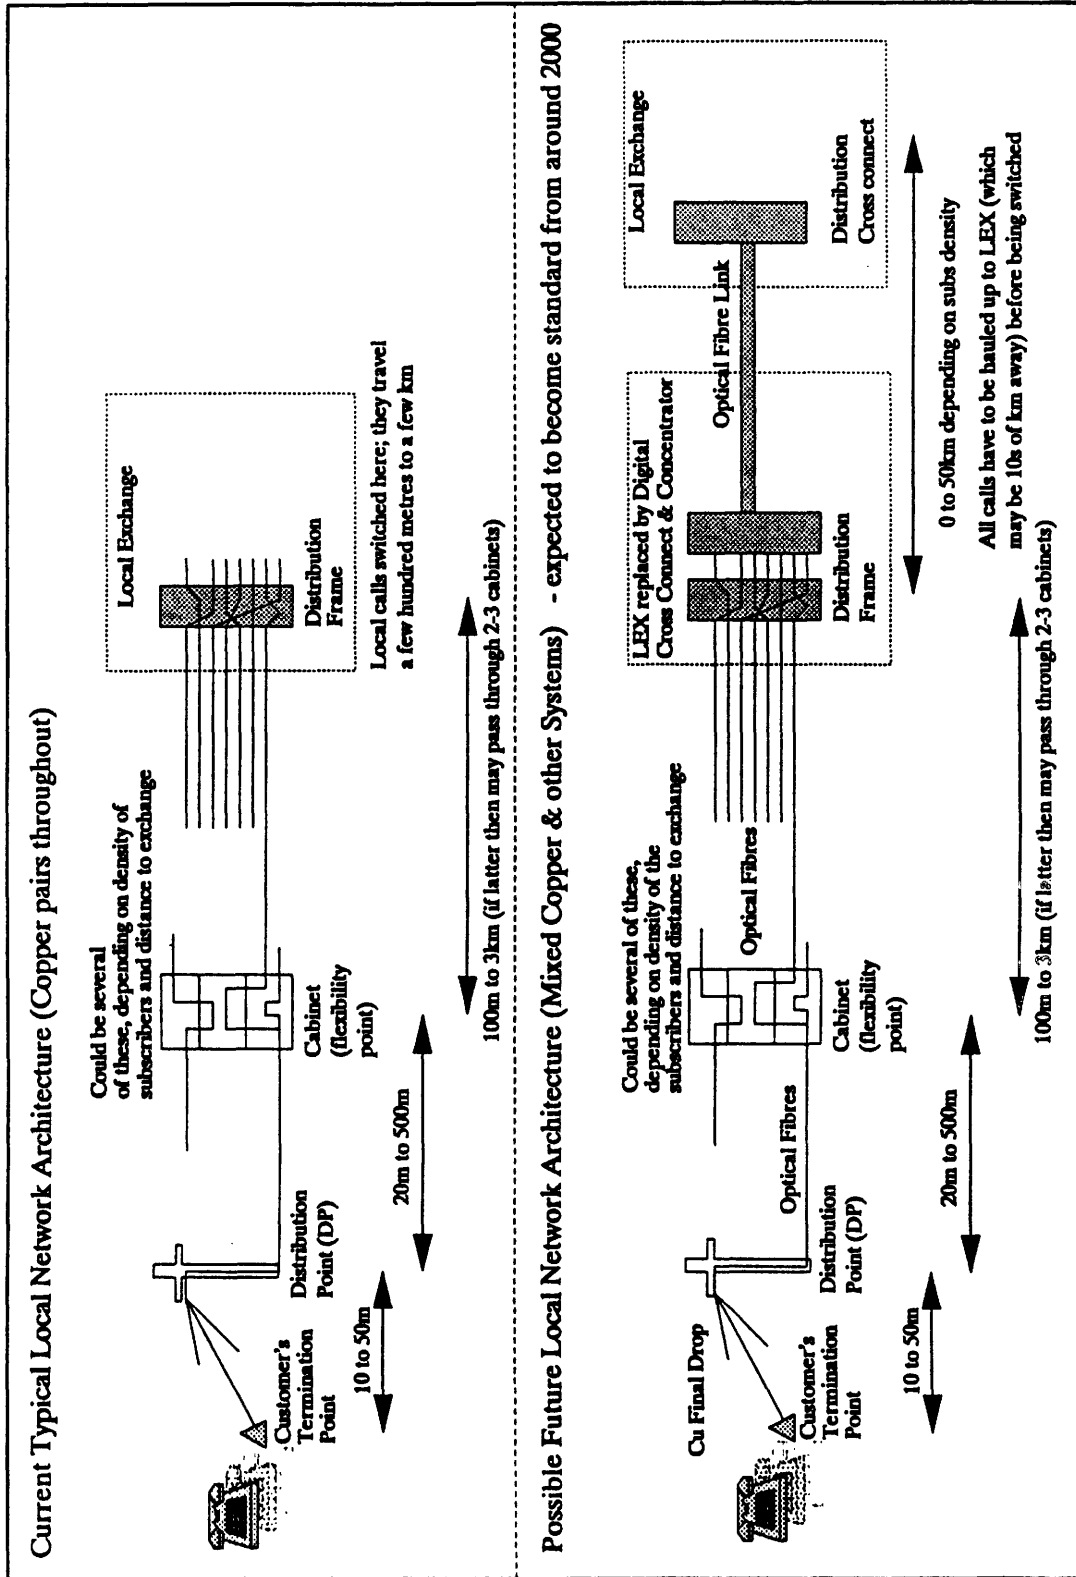 Current Typical Local Network Architecture (Copper pairs throughout)
Could be several
of these, depending on density of
subscribers and distance to exchange
Local Exchange
Customer's
Termination
Point
Distribution
Point (DP)
Cabinet
(flexibility
point)
Distribution
Frame
Local calls switched here; they travel
a few hundred metres to a few km
10 to 50m
20m to 500m
100m to 3km (if latter then may pass through 2-3 cabinets)
Possible Future Local Network Architecture (Mixed Copper & other Systems) - expected to become standard from around 2000
Could be several of these,
depending on density of the
subscribers and distance to exchange
LEX replaced by Digital
Cross Connect & Concentrator
Local Exchange
Cu Final Drop
Optical Fibres
Optical Fibres
Optical Fibre Link
Customer's
Termination
Point
Distribution
Point (DP)
Cabinet
(flexibility
point)
Distribution
Frame
Distribution
Cross connect
10 to 50m
20m to 500m
100m to 3km (if latter then may pass through 2-3 cabinets)
0 to 50km depending on subs density
All calls have to be hauled up to LEX (which
may be 10s of km away) before being switched